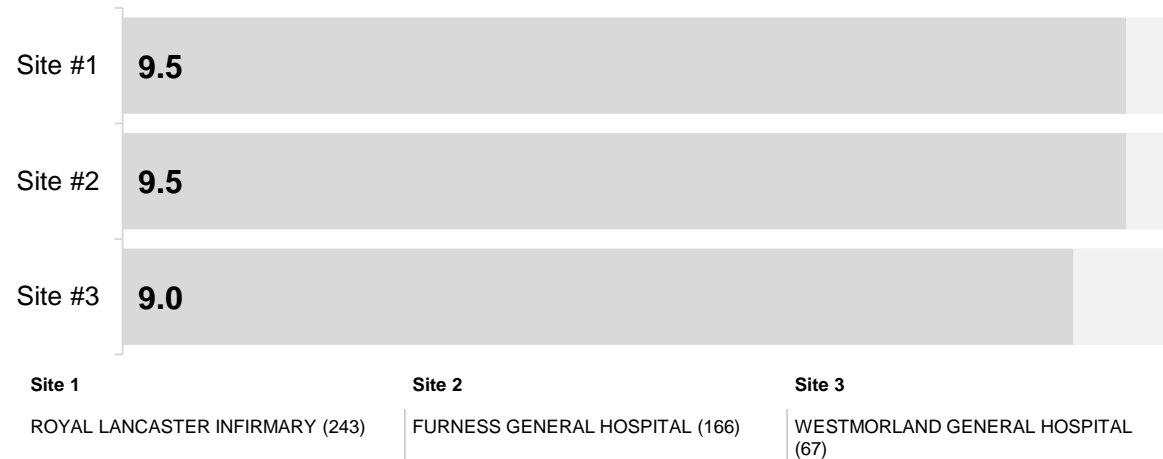 Site #1
9.5
Site #2
9.5
Site #3
9.0
Site 1
Site 2
Site 3
ROYAL LANCASTER INFIRMARY (243)
FURNESS GENERAL HOSPITAL (166)
WESTMORLAND GENERAL HOSPITAL
(67)